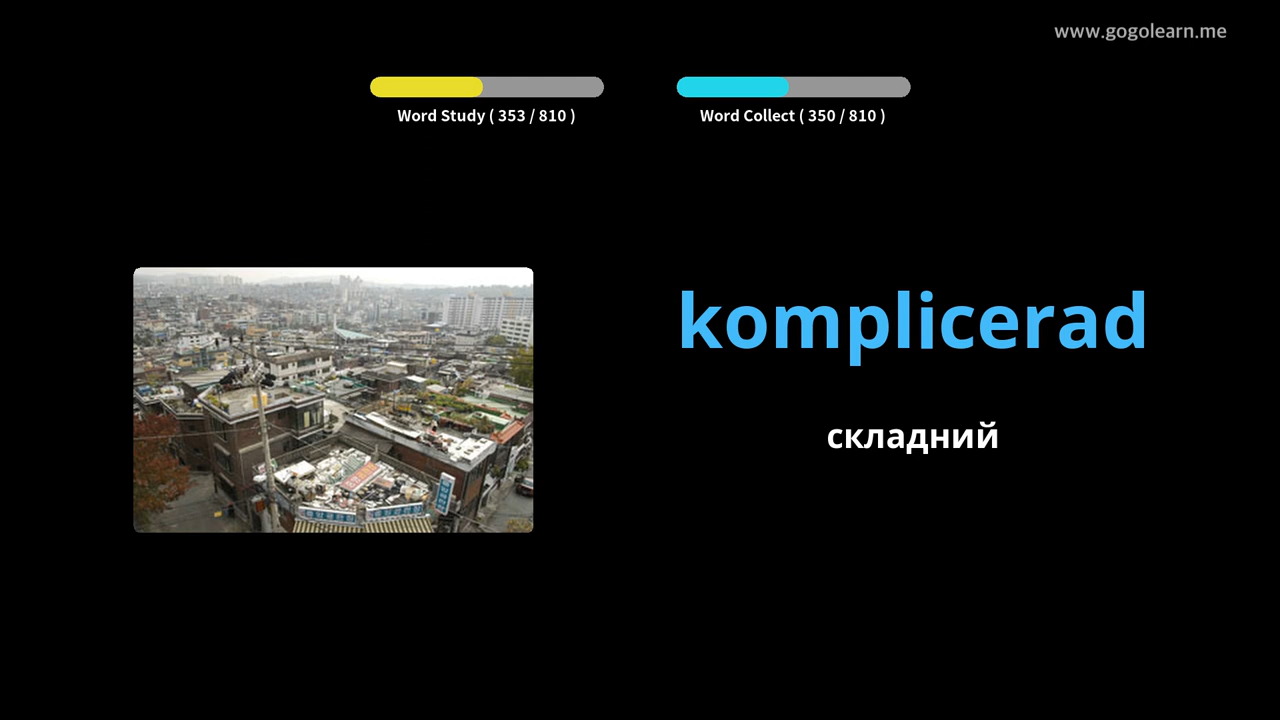 www.gogolearn.me
Word Study ( 353 / 810 )
Word Collect ( 350 / 810 )
komplicerad
складний